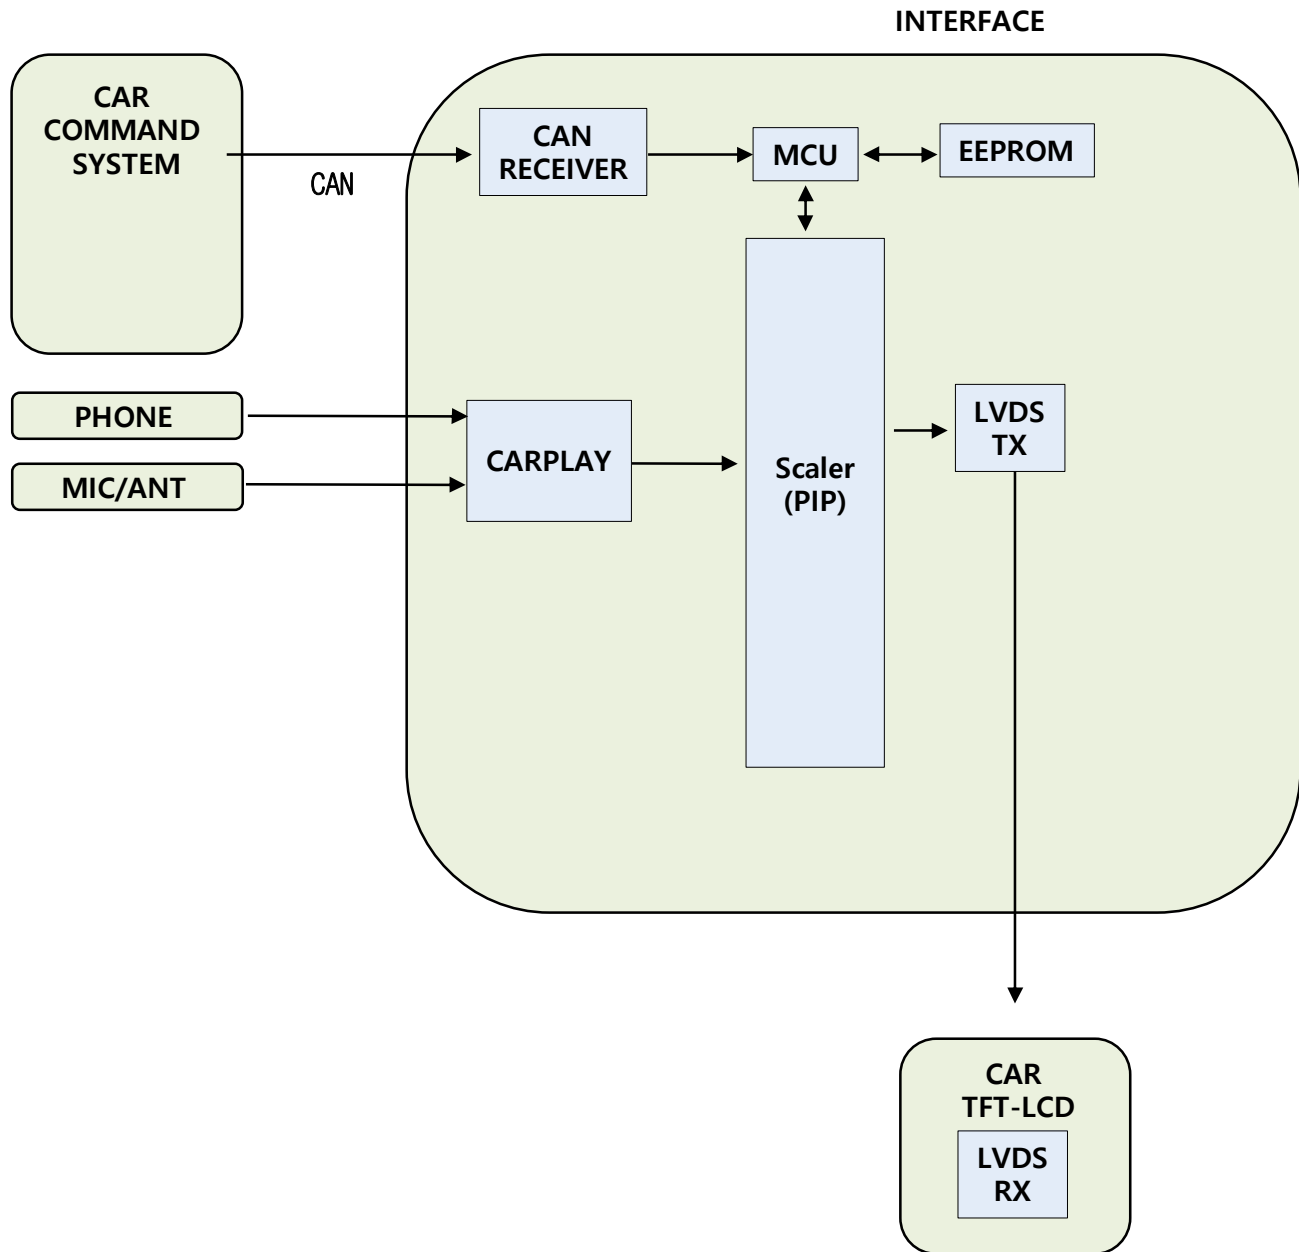 INTERFACE
CAR
COMMAND
SYSTEM
CAN
CAN
RECEIVER
MCU
EEPROM
PHONE
MIC/ANT
CARPLAY
Scaler
(PIP)
LVDS
TX
CAR
TFT-LCD
LVDS
RX